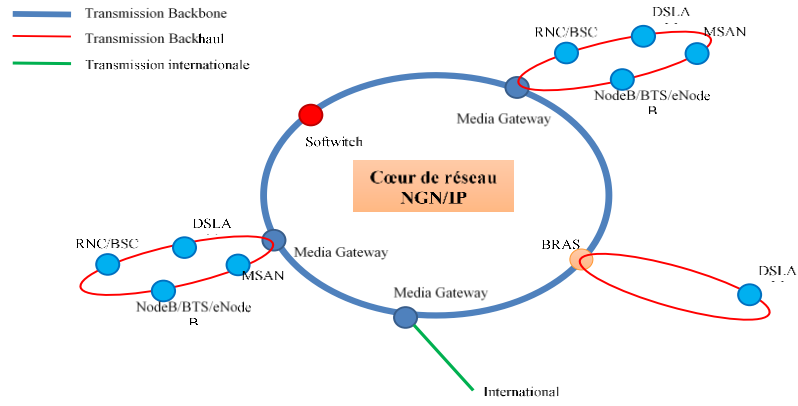 Transmission Backbone
Transmission Backhaul
Transmission internationale
DSLA
RNC/BSC
MSAN
NodeB/BTS/eNode
B
Media Gateway
Softwitch
Cœur de réseau
NGN/IP
DSLA
RNC/BSC
MSAN
NodeB/BTS/eNode
B
Media Gateway
Media Gateway
BRAS
DSLA
International